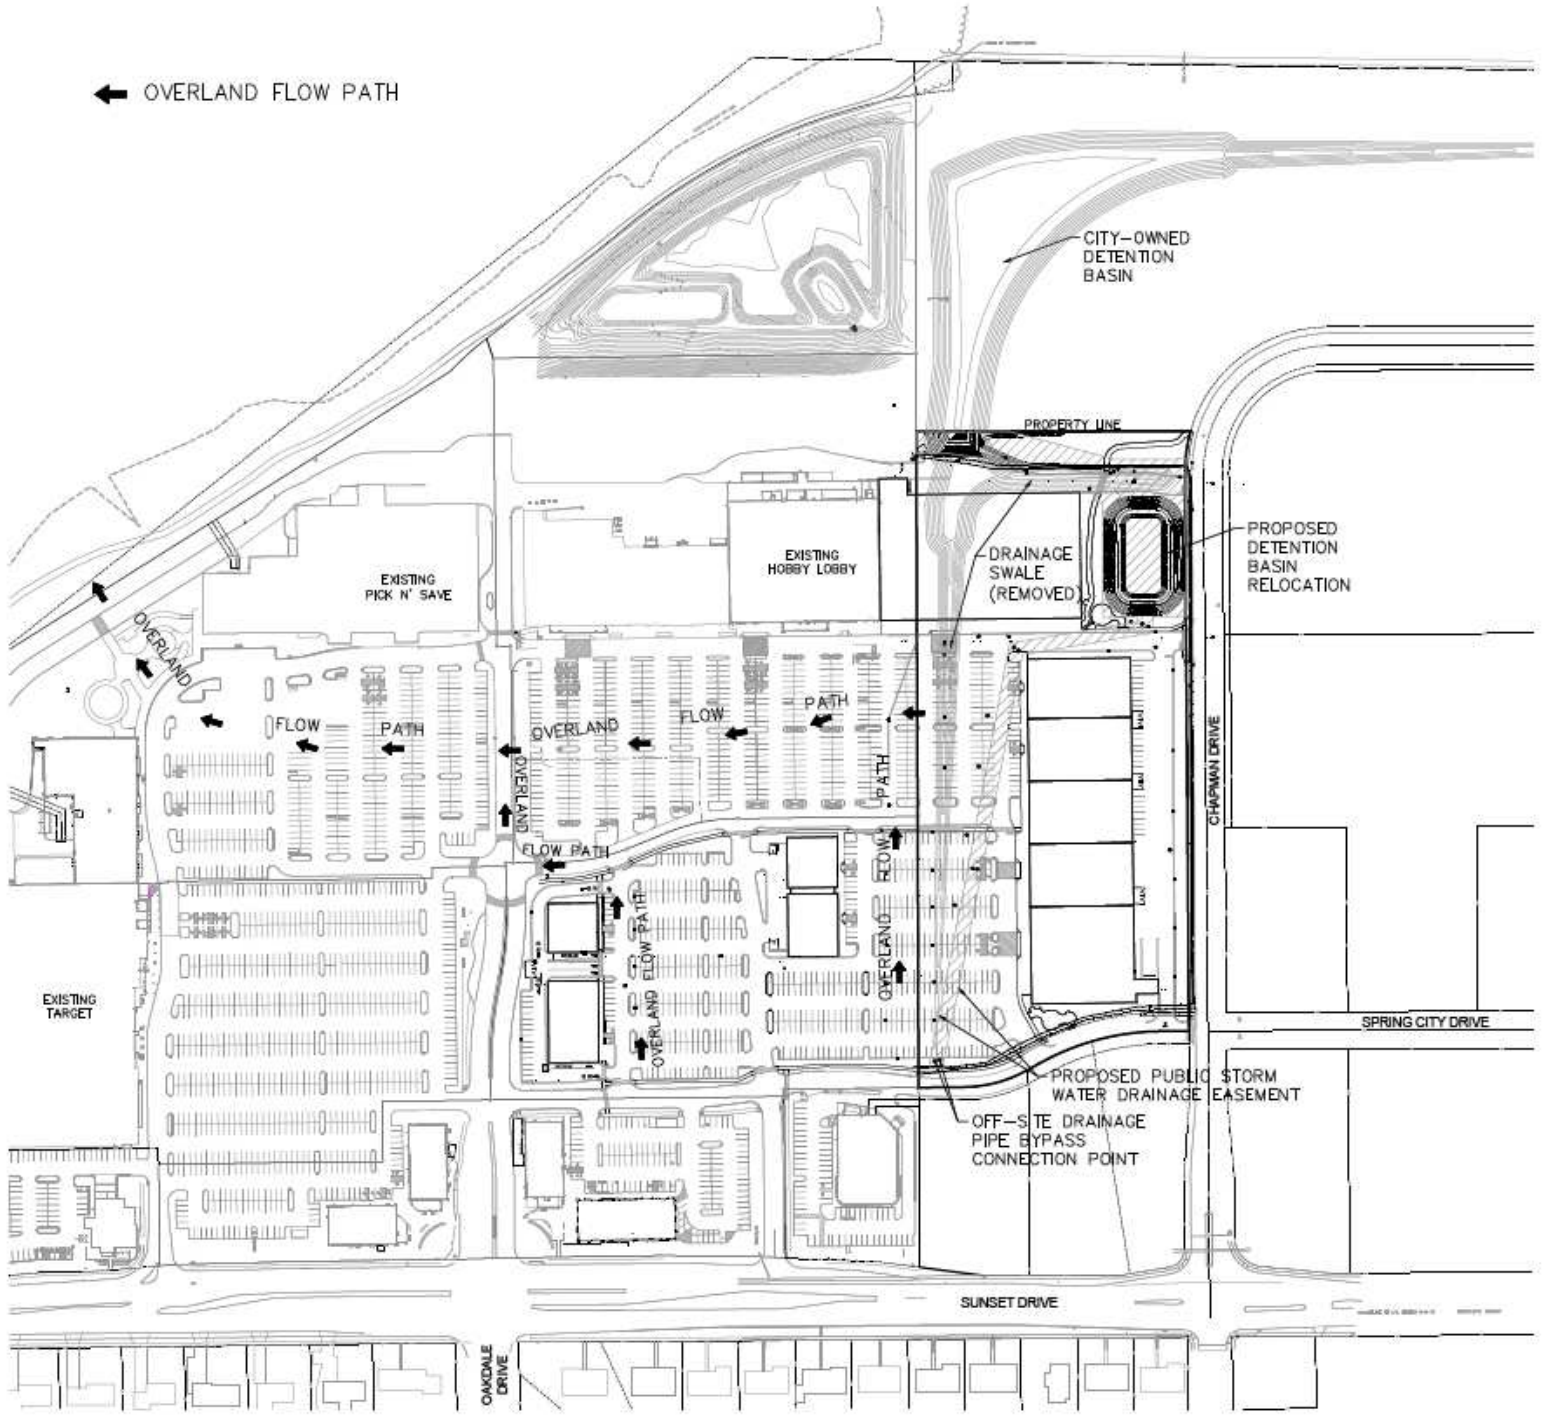 OVERLAND FLOW PATH
CITY-OWNED
DETENTION
BASIN
PROPERTY LINE
PROPOSED
DETENTION
BASIN
RELOCATION
DRAINAGE
SWALE
(REMOVED)
EXISTING
HOBBY LOBBY
EXISTING
PICK N' SAVE
OVERLAND
FLOW
PATH
OVERLAND
FLOW
PATH
OVERLAND
FLOW PATH
PATH
FLOW
OVERLAND
OVERLAND FLOW PATH
CHAPMAN DRIVE
EXISTING
TARGET
SPRING CITY DRIVE
PROPOSED PUBLIC STORM
WATER DRAINAGE EASEMENT
OFF-SITE DRAINAGE
PIPE BYPASS
CONNECTION POINT
SUNSET DRIVE
OAKDALE
DRIVE